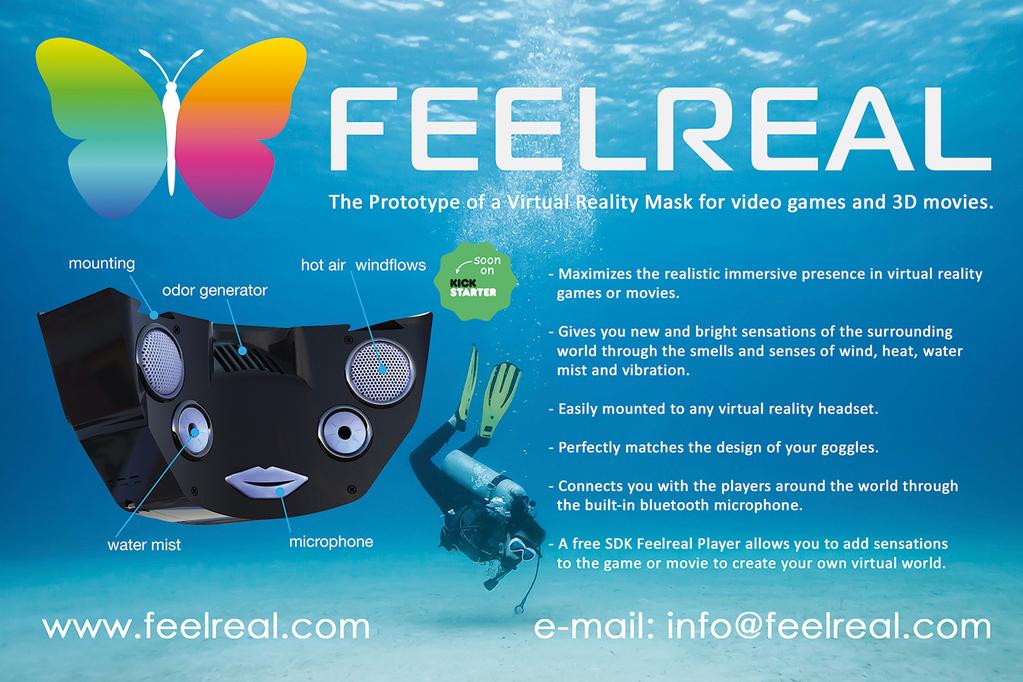 FEELREAL
The Prototype of a Virtual Reality Mask for video games and 3D movies.
mounting
odor generator
hot air windflows
soon
on
KICK
STARTER
water mist
microphone
- Maximizes the realistic immersive presence in virtual reality
games or movies.
- Gives you new and bright sensations of the surrounding
world through the smells and senses of wind, heat, water
mist and vibration.
- Easily mounted to any virtual reality headset.
- Perfectly matches the design of your goggles.
- Connects you with the players around the world through
the built-in bluetooth microphone.
- A free SDK Feelreal Player allows you to add sensations
to the game or movie to create your own virtual world.
www.feelreal.com
e-mail: info@feelreal.com